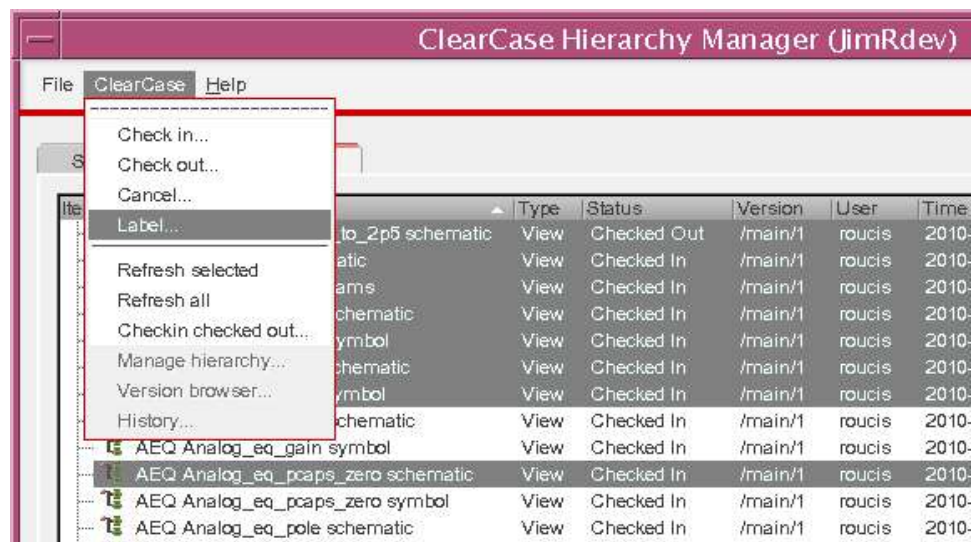 ClearCase Hierarchy Manager (JimRdev)
File ClearCase Help
Check in...
Check out...
Cancel...
Label...
Refresh selected
Refresh all
Checkin checked out...
Manage hierarchy...
Version browser...
History...
S
Ite Type Status Version User Time
_to_2p5 schematic View Checked Out /main/1 roucis 2010-
atic View Checked In /main/1 roucis 2010-
ams View Checked In /main/1 roucis 2010-
chematic View Checked In /main/1 roucis 2010-
ymbol View Checked In /main/1 roucis 2010-
chematic View Checked In /main/1 roucis 2010-
ymbol View Checked In /main/1 roucis 2010-
chematic View Checked In /main/1 roucis 2010-
AEQ Analog_eq_gain symbol View Checked In /main/1 roucis 2010-
AEQ Analog_eq_pcaps_zero schematic View Checked In /main/1 roucis 2010-
AEQ Analog_eq_pcaps_zero symbol View Checked In /main/1 roucis 2010-
AEQ Analog_eq_pole schematic View Checked In /main/1 roucis 2010-